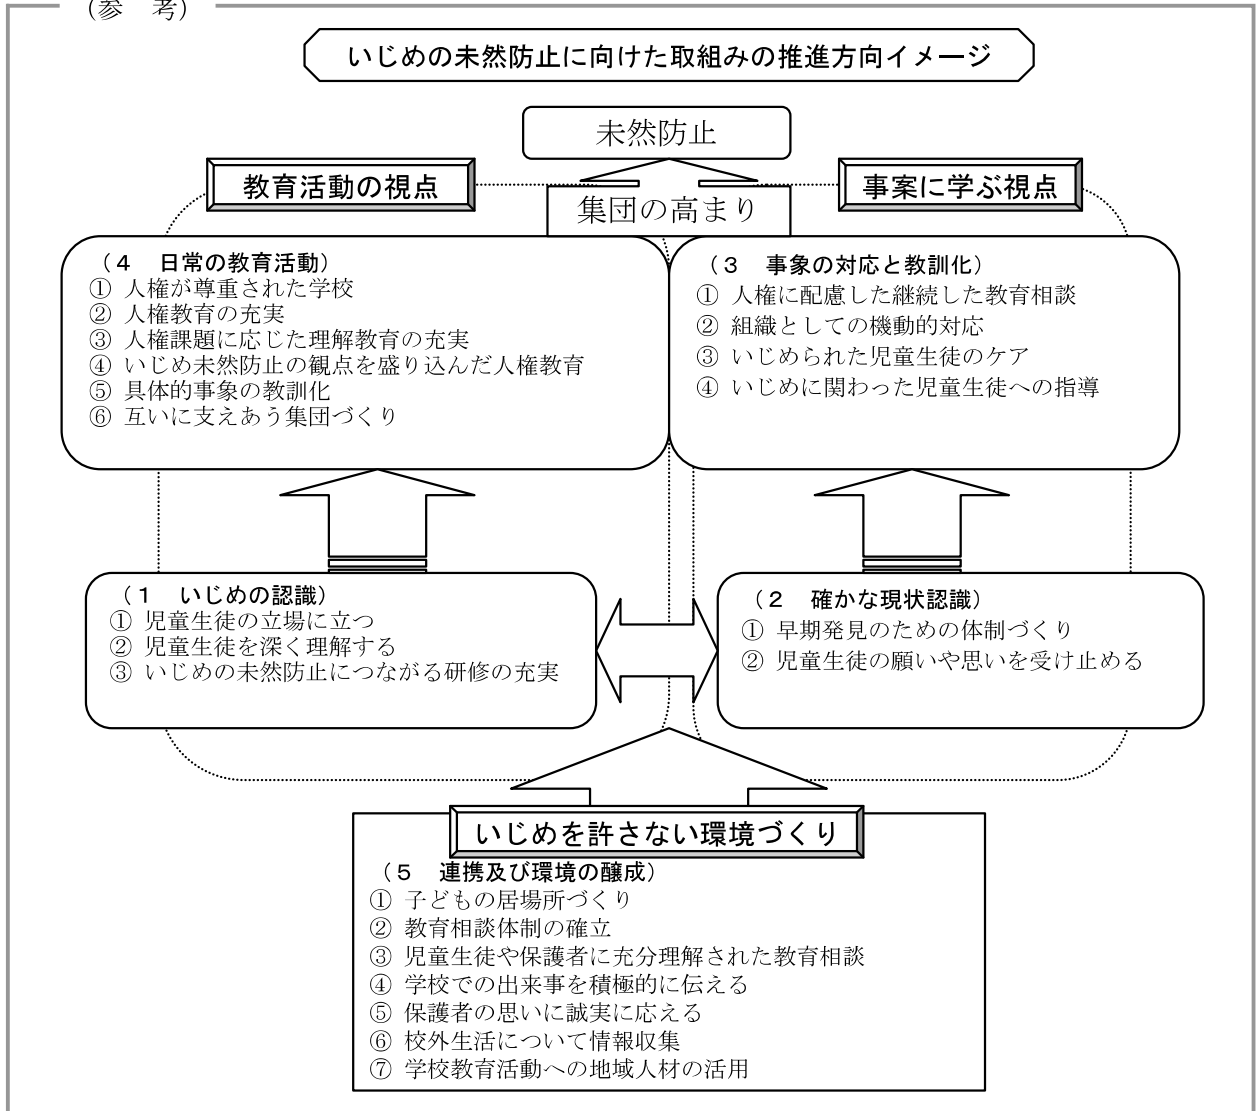 （参　考）
いじめの未然防止に向けた取組みの推進方向イメージ
未然防止
教育活動の視点
事案に学ぶ視点
集団の高まり
（４　日常の教育活動）
① 人権が尊重された学校
② 人権教育の充実
③ 人権課題に応じた理解教育の充実
④ いじめ未然防止の観点を盛り込んだ人権教育
⑤ 具体的事象の教訓化
⑥ 互いに支えあう集団づくり
（３　事象の対応と教訓化）
① 人権に配慮した継続した教育相談
② 組織としての機動的対応
③ いじめられた児童生徒のケア
④ いじめに関わった児童生徒への指導
（１　いじめの認識）
① 児童生徒の立場に立つ
② 児童生徒を深く理解する
③ いじめの未然防止につながる研修の充実
（２　確かな現状認識）
① 早期発見のための体制づくり
② 児童生徒の願いや思いを受け止める
いじめを許さない環境づくり
（５　連携及び環境の醸成）
① 子どもの居場所づくり
② 教育相談体制の確立
③ 児童生徒や保護者に充分理解された教育相談
④ 学校での出来事を積極的に伝える
⑤ 保護者の思いに誠実に応える
⑥ 校外生活について情報収集
⑦ 学校教育活動への地域人材の活用